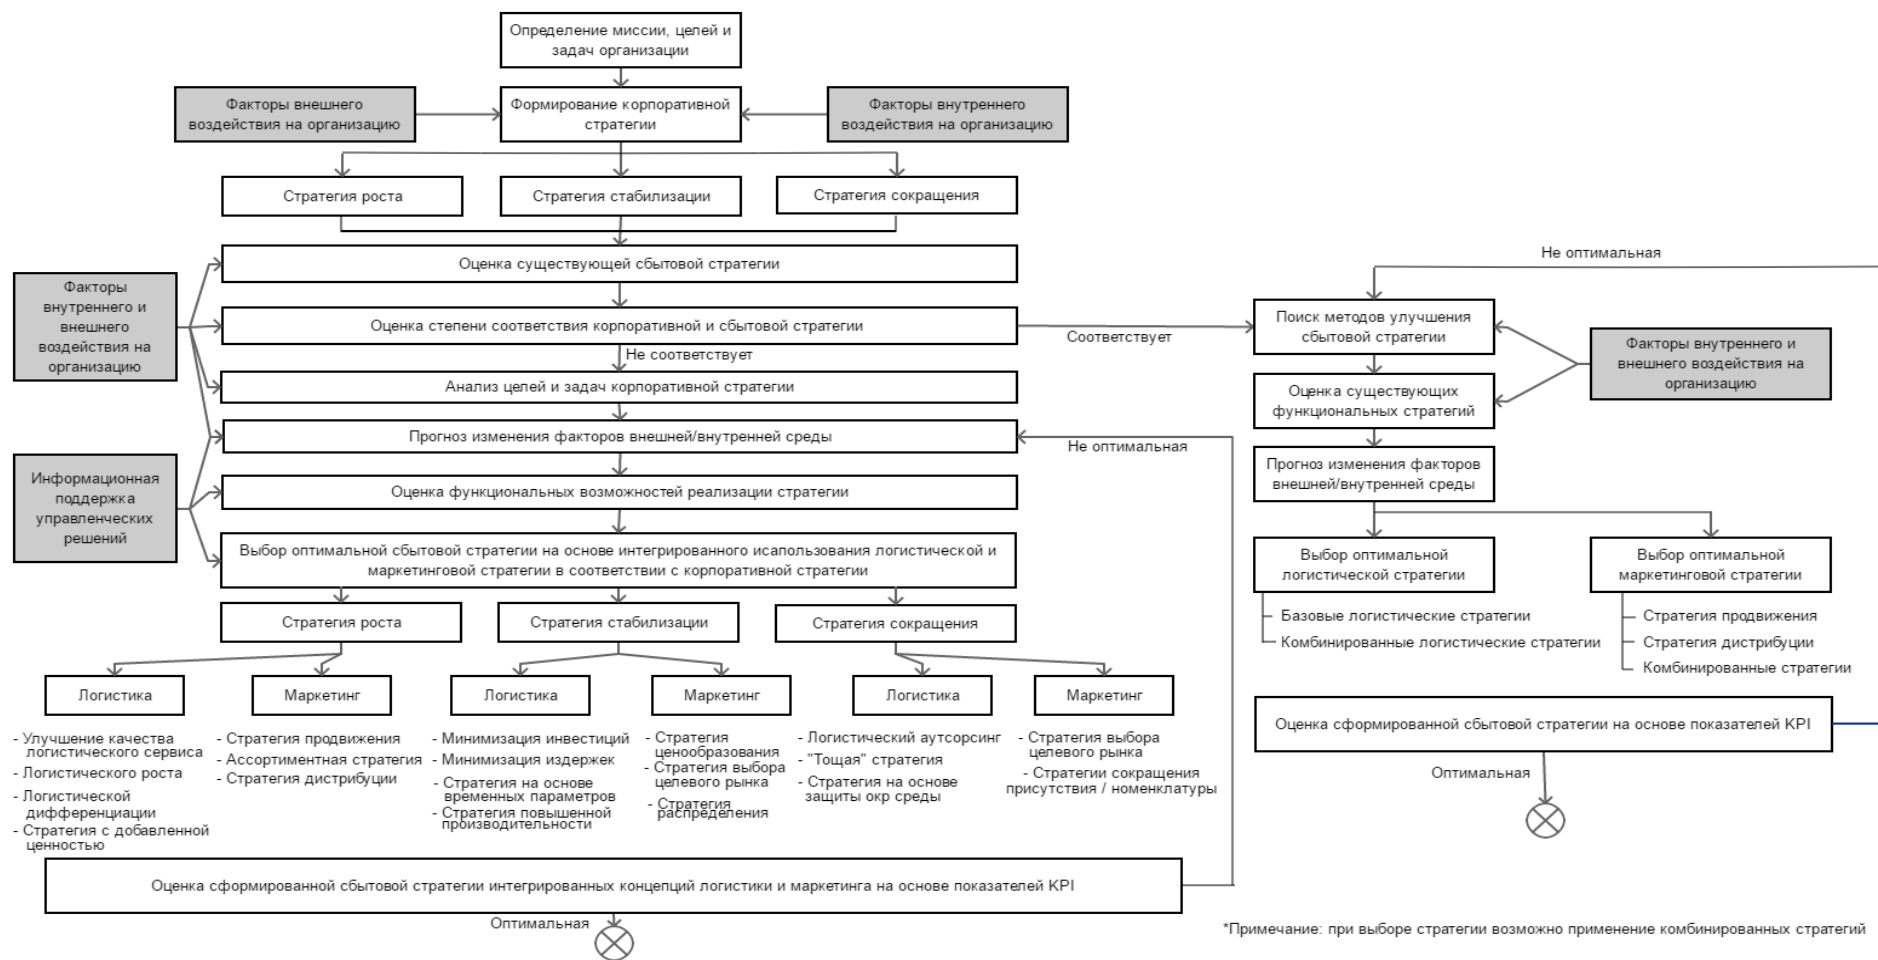 Определение миссии, целей и
задач организации
Факторы внешнего
воздействия на организацию
Формирование корпоративной
стратегии
Факторы внутреннего
воздействия на организацию
Стратегия роста
Стратегия стабилизации
Стратегия сокращения
Оценка существующей сбытовой стратегии
Факторы
внутреннего и
внешнего
воздействия на
организацию
Оценка степени соответствия корпоративной и сбытовой стратегии
Соответствует
Не соответствует
Анализ целей и задач корпоративной стратегии
Прогноз изменения факторов внешней/внутренней среды
Не оптимальная
Информационная
поддержка
управленческих
решений
Оценка функциональных возможностей реализации стратегии
Выбор оптимальной сбытовой стратегии на основе интегрированного исапользования логистической и
маркетинговой стратегии в соответствии с корпоративной стратегии
Стратегия роста
Стратегия стабилизации
Стратегия сокращения
Логистика
Маркетинг
Логистика
Маркетинг
Логистика
Маркетинг
- Улучшение качества
логистического сервиса
- Логистического роста
- Логистической
дифференциации
- Стратегия с добавленной
ценностью
- Стратегия продвижения
- Ассортиментная стратегия
- Стратегия дистрибуции
- Минимизация инвестиций
- Минимизация издержек
- Стратегия на основе
временных параметров
- Стратегия повышенной
производительности
- Стратегия
ценообразования
- Стратегия выбора
целевого рынка
- Стратегия
распределения
- Логистический аутсорсинг
- "Тощая" стратегия
- Стратегия на основе
защиты окр среды
- Стратегия выбора
целевого рынка
- Стратегии сокращения
присутствия / номенклатуры
Оценка сформированной сбытовой стратегии интегрированных концепций логистики и маркетинга на основе показателей KPI
Оптимальная
Не оптимальная
Поиск методов улучшения
сбытовой стратегии
Факторы внутреннего и
внешнего воздействия на
организацию
Оценка существующих
функциональных стратегий
Прогноз изменения факторов
внешней/внутренней среды
Выбор оптимальной
логистической стратегии
Выбор оптимальной
маркетинговой стратегии
Базовые логистические стратегии
Комбинированные логистические стратегии
Стратегия продвижения
Стратегия дистрибуции
Комбинированные стратегии
Оценка сформированной сбытовой стратегии на основе показателей KPI
Оптимальная
*Примечание: при выборе стратегии возможно применение комбинированных стратегий